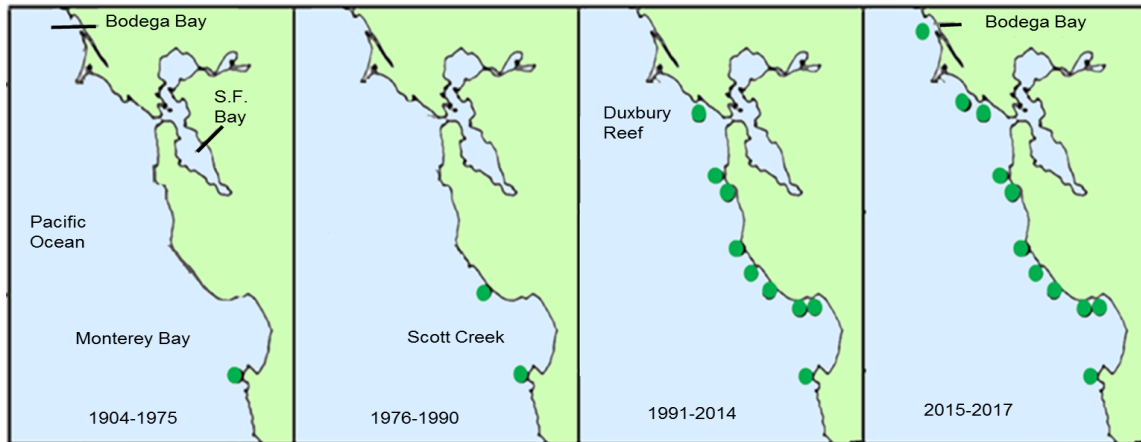 Bodega Bay
S.F.
Bay
Pacific
Ocean
Monterey Bay
1904-1975
Scott Creek
1976-1990
Duxbury
Reef
1991-2014
Bodega Bay
2015-2017